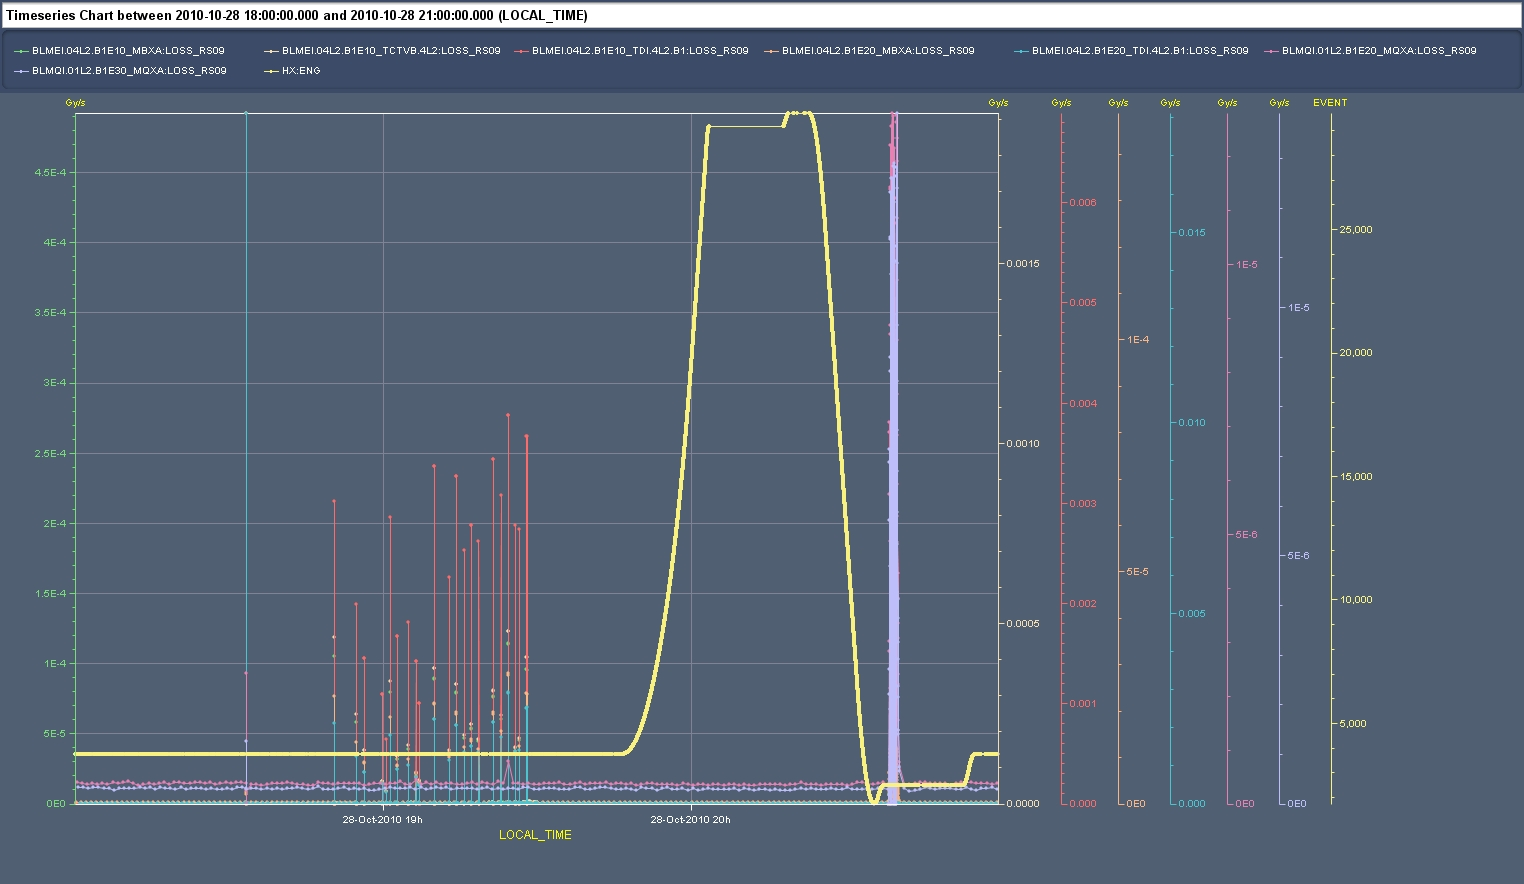 Timeseries Chart between 2010-10-28 18:00:00.000 and 2010-10-28 21:00:00.000 (LOCAL_TIME)
BLMEI.04L2.B1E10_MBXA:LOSS_RS09 BLMEI.04L2.B1E10_TCTVB.4L2:LOSS_RS09 BLMEI.04L2.B1E10_TDI.4L2.B1:LOSS_RS09 BLMEI.04L2.B1E20_MBXA:LOSS_RS09 BLMEI.04L2.B1E20_TDI.4L2.B1:LOSS_RS09 BLMQI.01L2.B1E20_MQXA:LOSS_RS09
BLMQI.01L2.B1E30_MQXA:LOSS_RS09 HX:ENG
Gy/s Gy/s Gy/s Gy/s Gy/s Gy/s Gy/s EVENT
4.5E-4 0.006 0.015 25,000
4E-4 0.0015 1E-5
3.5E-4 0.005 1E-5
1E-4 20,000
3E-4 0.004 0.010
2.5E-4 0.0010 15,000
2E-4 0.003 5E-6
5E-6
1.5E-4 5E-5 10,000
0.0005 0.002 0.005
1E-4
5E-5 0.001 5,000
0E0 0.0000 0.000 0E0 0.000 0E0 0E0
28-Oct-2010 19h 28-Oct-2010 20h
LOCAL_TIME